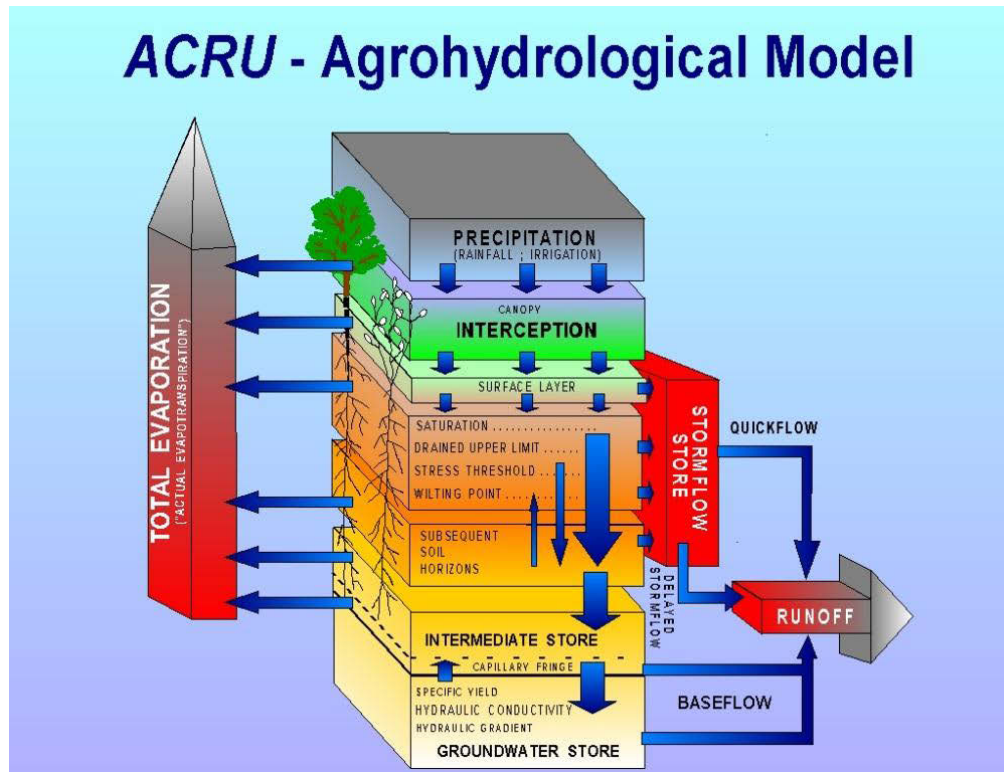 ACRU - Agrohydrological Model
TOTAL EVAPORATION
("ACTUAL EVAPOTRANSPIRATION")
PRECIPITATION
(RAINFALL ; IRRIGATION)
CANOPY
INTERCEPTION
SURFACE LAYER
SATURATION .................
DRAINED UPPER LIMIT ......
STRESS THRESHOLD .......
WILTING POINT ............
SUBSEQUENT
SOIL
HORIZONS
INTERMEDIATE STORE
CAPILLARY FRINGE
SPECIFIC YIELD
HYDRAULIC CONDUCTIVITY
HYDRAULIC GRADIENT
GROUNDWATER STORE
STORMFLOW
STORE
QUICKFLOW
DELAYED
STORMFLOW
RUNOFF
BASEFLOW